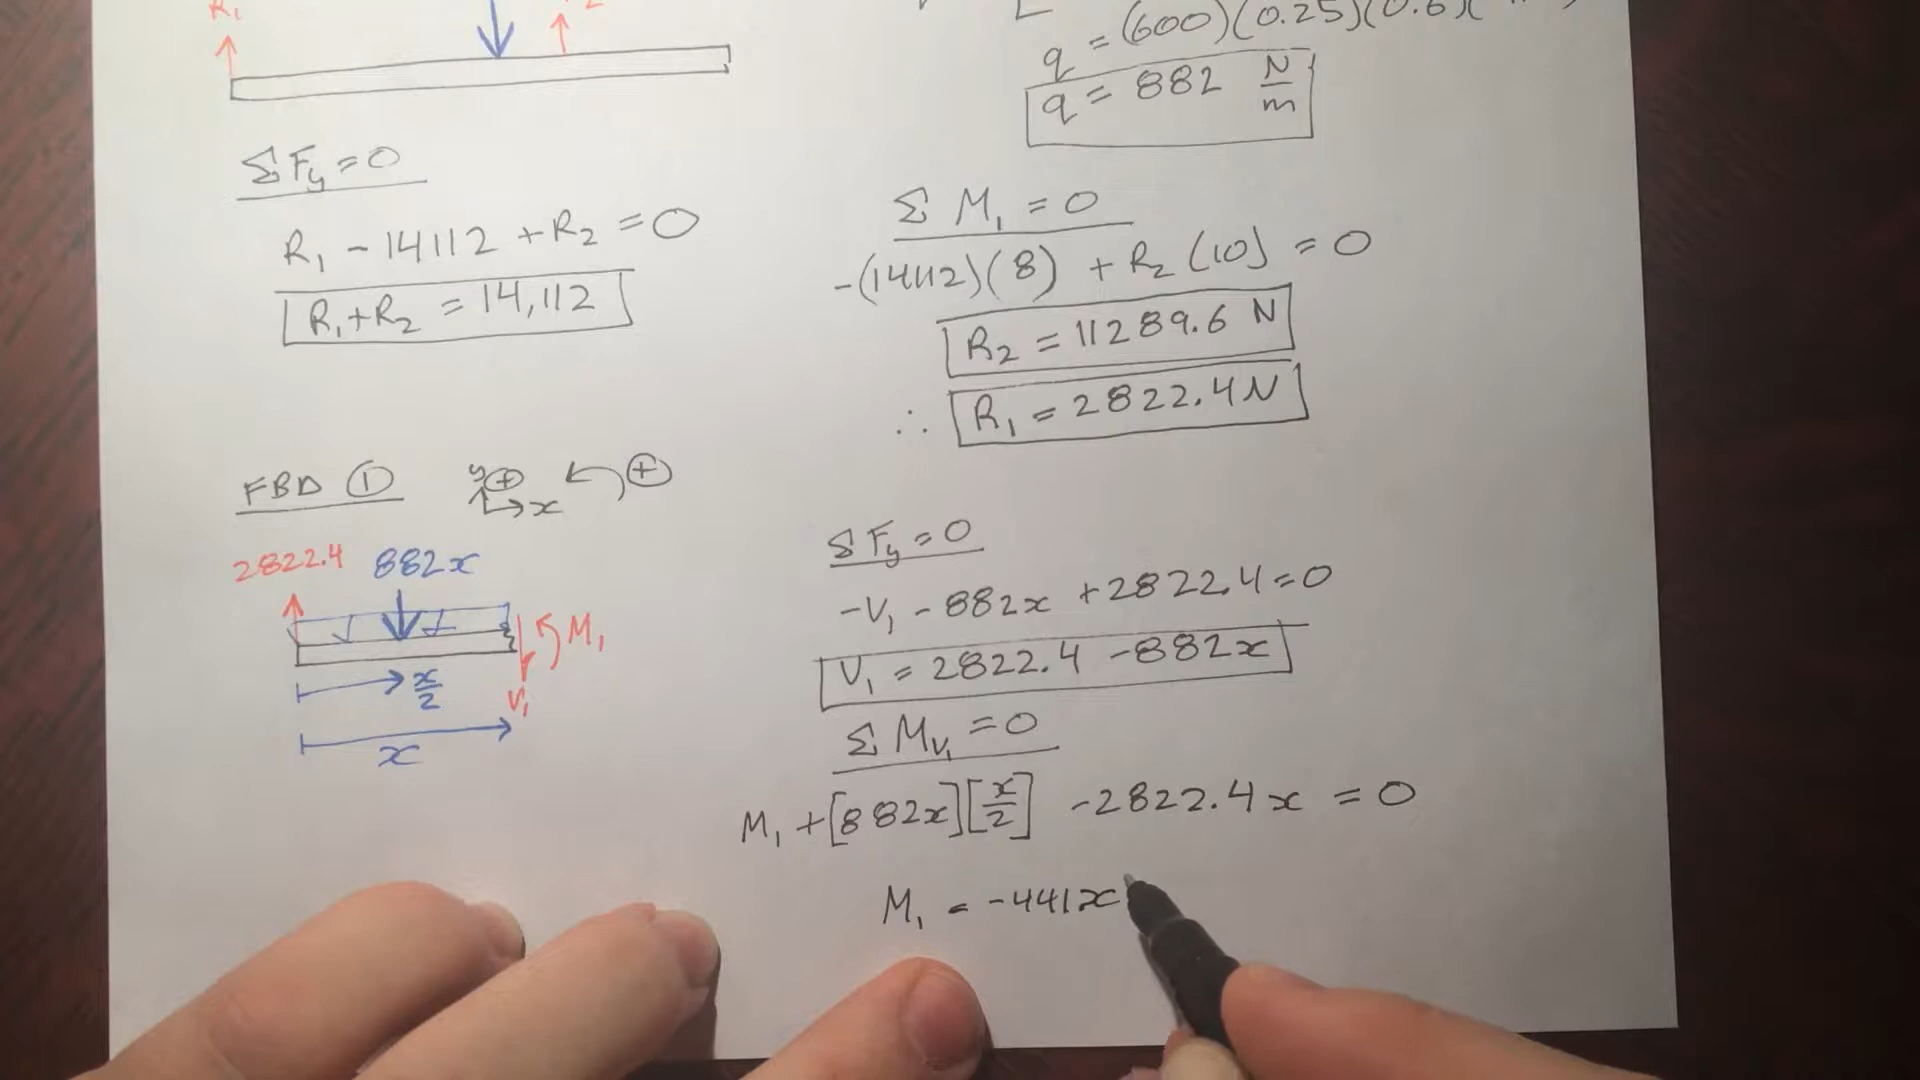 R₁
q = (600)(0.25)(0.6)(
q = 882 N/m
ΣFy = 0
R₁ - 14112 + R₂ = 0
R₁ + R₂ = 14,112
Σ M₁ = 0
-(14112)(8) + R₂(10) = 0
R₂ = 11289.6 N
∴ R₁ = 2822.4 N
FBD ① y + x +
2822.4 882x
M₁
x/2
V₁
x
ΣFy = 0
-V₁ - 882x + 2822.4 = 0
V₁ = 2822.4 - 882x
Σ Mv₁ = 0
M₁ + [882x][x/2] - 2822.4x = 0
M₁ = -441x